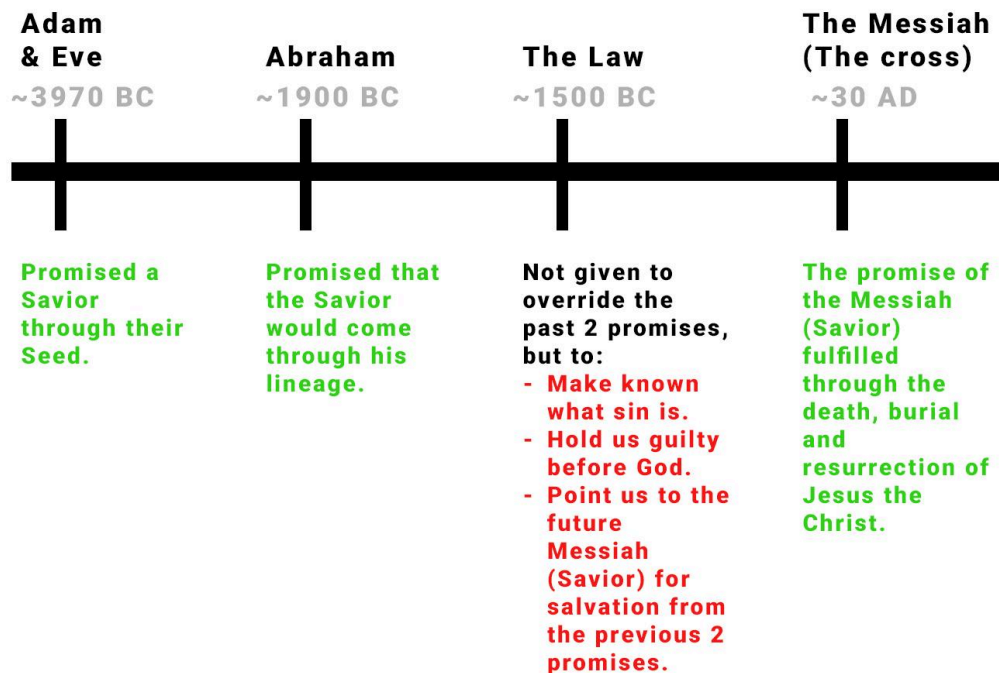 Adam
& Eve
~3970 BC
Abraham
~1900 BC
The Law
~1500 BC
The Messiah
(The cross)
~30 AD
Promised a
Savior
through their
Seed.
Promised that
the Savior
would come
through his
lineage.
Not given to
override the
past 2 promises,
but to:
- Make known
what sin is.
- Hold us guilty
before God.
- Point us to the
future
Messiah
(Savior) for
salvation from
the previous 2
promises.
The promise of
the Messiah
(Savior)
fulfilled
through the
death, burial
and
resurrection of
Jesus the
Christ.